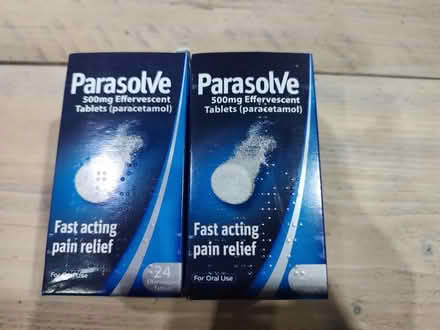 Parasolve
500mg Effervescent
Tablets (paracetamol)
Fast acting
pain relief
For Oral Use
24
Parasolve
500mg Effervescent
Tablets (paracetamol)
Fast acting
pain relief
For Oral Use